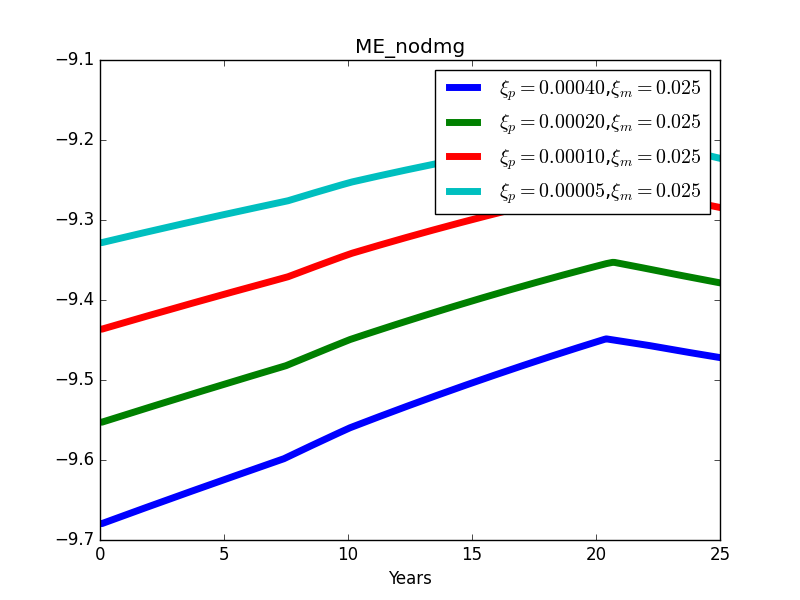 ME_nodmg
−9.1
−9.2
−9.3
−9.4
−9.5
−9.6
−9.7
ξp = 0.00040,ξm = 0.025
ξp = 0.00020,ξm = 0.025
ξp = 0.00010,ξm = 0.025
ξp = 0.00005,ξm = 0.025
0 5 10 15 20 25
Years